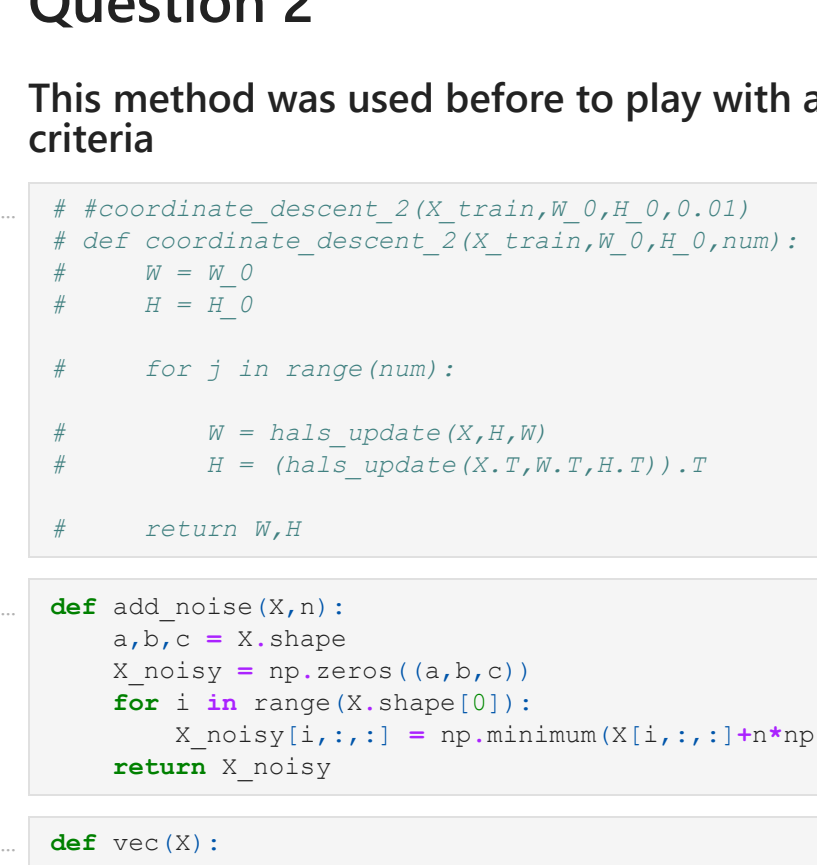 Question 2
This method was used before to play with a
criteria
...
# #coordinate_descent_2(X_train,W_0,H_0,0.01)
# def coordinate_descent_2(X_train,W_0,H_0,num):
#     W = W_0
#     H = H_0
#     for j in range(num):
#         W = hals_update(X,H,W)
#         H = (hals_update(X.T,W.T,H.T)).T
#     return W,H
...
def add_noise(X,n):
    a,b,c = X.shape
    X_noisy = np.zeros((a,b,c))
    for i in range(X.shape[0]):
        X_noisy[i,:,:] = np.minimum(X[i,:,:]+n*np
    return X_noisy
...
def vec(X):